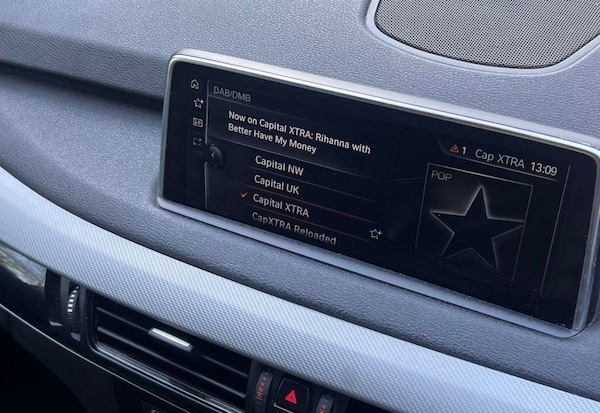 DAB/DMB
Now on Capital XTRA: Rihanna with
Better Have My Money
1 Cap XTRA 13:09
Capital NW
Capital UK
Capital XTRA
CapXTRA Reloaded
POP